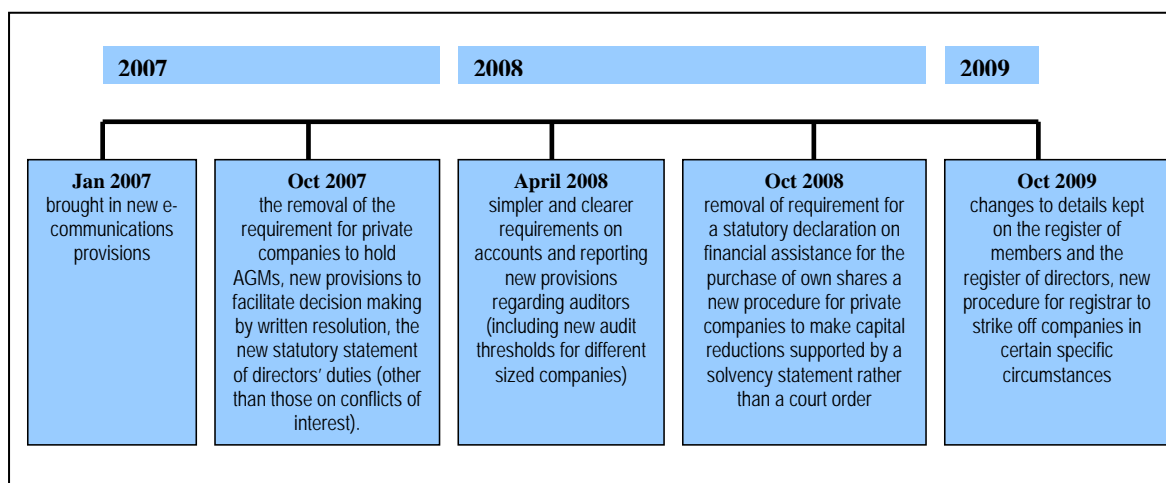 2007
2008
2009
Jan 2007
brought in new e-
communications
provisions
Oct 2007
the removal of the
requirement for private
companies to hold
AGMs, new provisions to
facilitate decision making
by written resolution, the
new statutory statement
of directors' duties (other
than those on conflicts of
interest).
April 2008
simpler and clearer
requirements on
accounts and reporting
new provisions
regarding auditors
(including new audit
thresholds for different
sized companies)
Oct 2008
removal of requirement for
a statutory declaration on
financial assistance for the
purchase of own shares a
new procedure for private
companies to make capital
reductions supported by a
solvency statement rather
than a court order
Oct 2009
changes to details kept
on the register of
members and the
register of directors, new
procedure for registrar to
strike off companies in
certain specific
circumstances